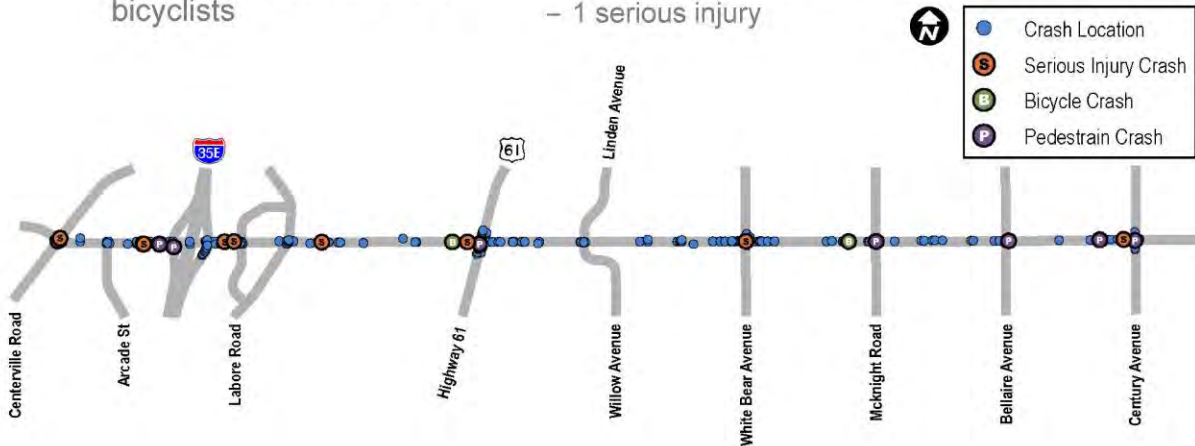 bicyclists
– 1 serious injury
N
Crash Location
S Serious Injury Crash
B Bicycle Crash
P Pedestrain Crash
35E
61
Linden Avenue
S
S
P
P
S
S
S
B
S
P
S
B
P
P
P
S
P
Centerville Road
Arcade St
Labore Road
Highway 61
Willow Avenue
White Bear Avenue
Mcknight Road
Bellaire Avenue
Century Avenue